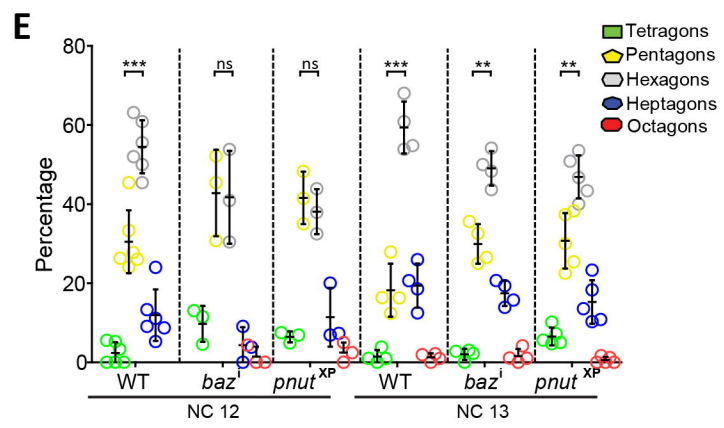 E
80
60
40
20
0
Percentage
*** ns ns *** ** **
Tetragons
Pentagons
Hexagons
Heptagons
Octagons
WT baz i pnut XP WT baz i pnut XP
NC 12 NC 13